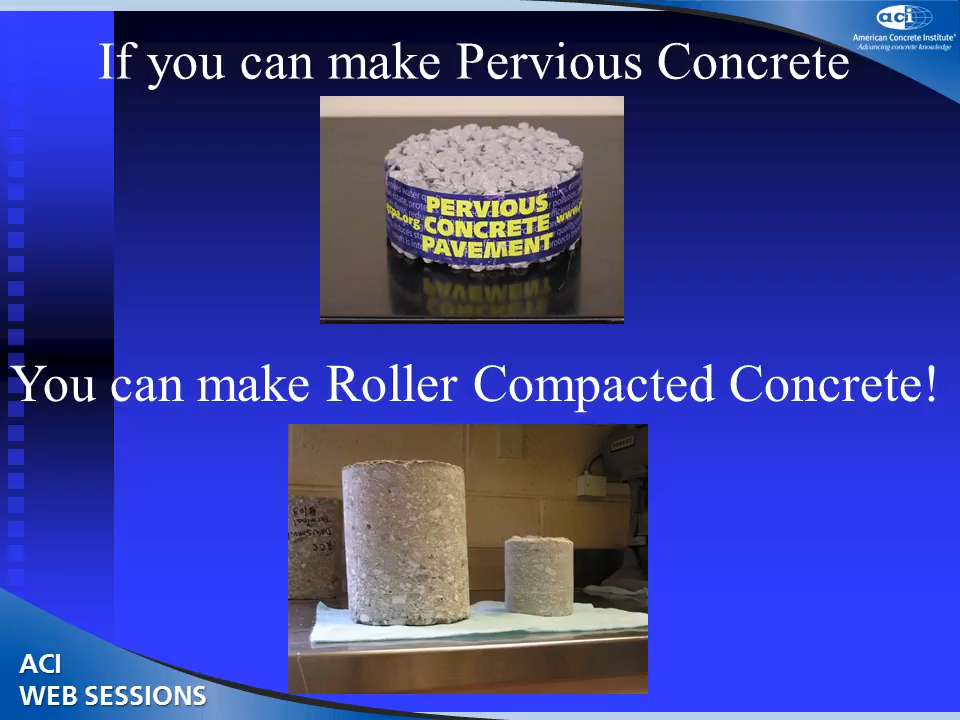 aci
American Concrete Institute®
Advancing concrete knowledge
If you can make Pervious Concrete
PERVIOUS
CONCRETE
PAVEMENT
You can make Roller Compacted Concrete!
RCC
ACI
WEB SESSIONS